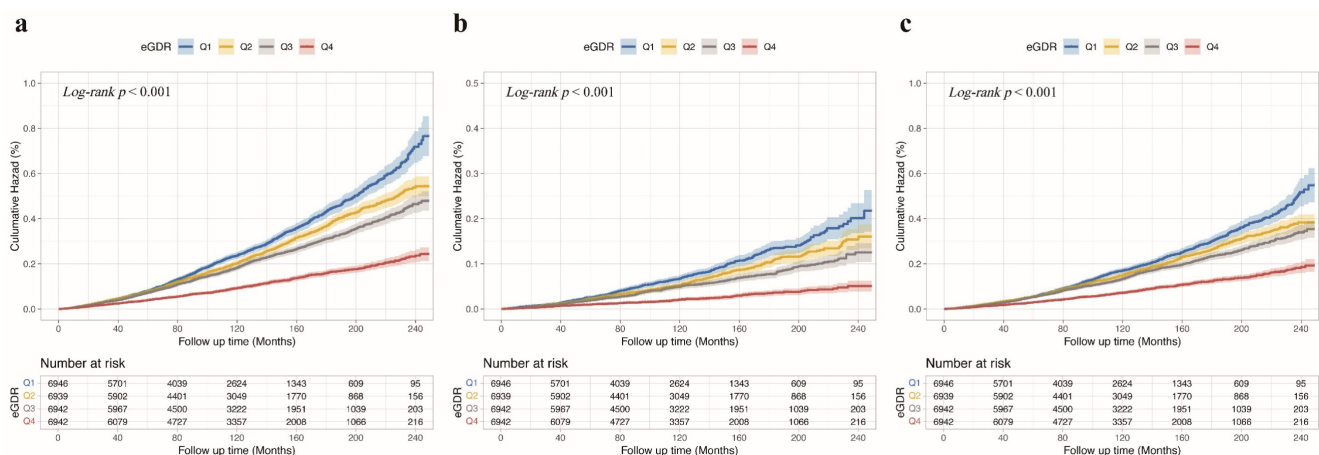 a
eGDR Q1 Q2 Q3 Q4
Log-rank p < 0.001
Culumative Hazad (%)
1.0
0.8
0.6
0.4
0.2
0.0
0 40 80 120 160 200 240
Follow up time (Months)
Number at risk
eGDR
Q1 6946 5701 4039 2624 1343 609 95
Q2 6939 5902 4401 3049 1770 868 156
Q3 6942 5967 4500 3222 1951 1039 203
Q4 6942 6079 4727 3357 2008 1066 216
0 40 80 120 160 200 240
Follow up time (Months)
b
eGDR Q1 Q2 Q3 Q4
Log-rank p < 0.001
Culumative Hazad (%)
0.5
0.4
0.3
0.2
0.1
0.0
0 40 80 120 160 200 240
Follow up time (Months)
Number at risk
eGDR
Q1 6946 5701 4039 2624 1343 609 95
Q2 6939 5902 4401 3049 1770 868 156
Q3 6942 5967 4500 3222 1951 1039 203
Q4 6942 6079 4727 3357 2008 1066 216
0 40 80 120 160 200 240
Follow up time (Months)
c
eGDR Q1 Q2 Q3 Q4
Log-rank p < 0.001
Culumative Hazad (%)
1.0
0.8
0.6
0.4
0.2
0.0
0 40 80 120 160 200 240
Follow up time (Months)
Number at risk
eGDR
Q1 6946 5701 4039 2624 1343 609 95
Q2 6939 5902 4401 3049 1770 868 156
Q3 6942 5967 4500 3222 1951 1039 203
Q4 6942 6079 4727 3357 2008 1066 216
0 40 80 120 160 200 240
Follow up time (Months)